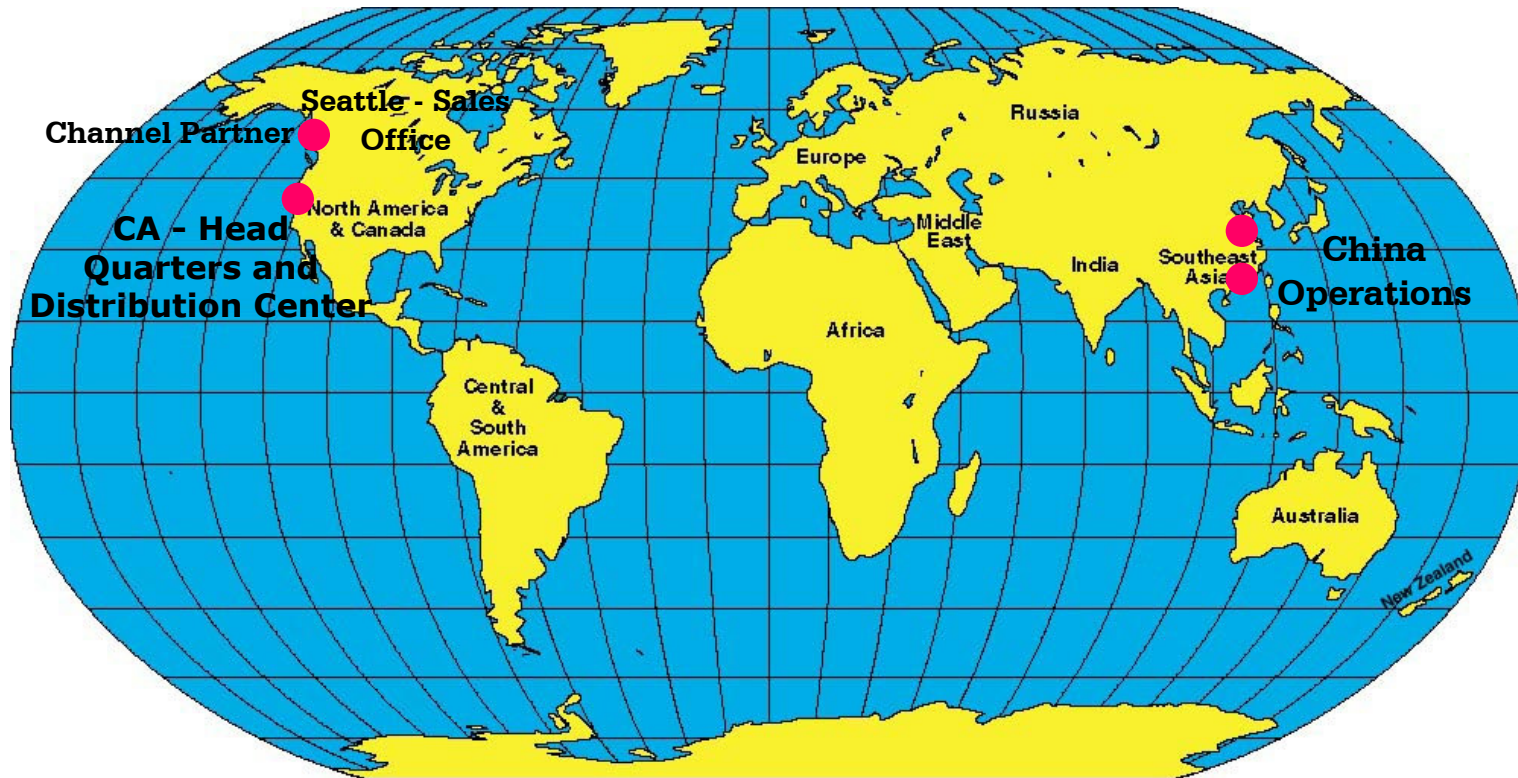 Seattle - Sales
Office
Channel Partner
CA - Head
Quarters and
Distribution Center
North America
& Canada
Central
&
South
America
Europe
Russia
Middle
East
Africa
India
Southeast
Asia
China
Operations
Australia
New Zealand